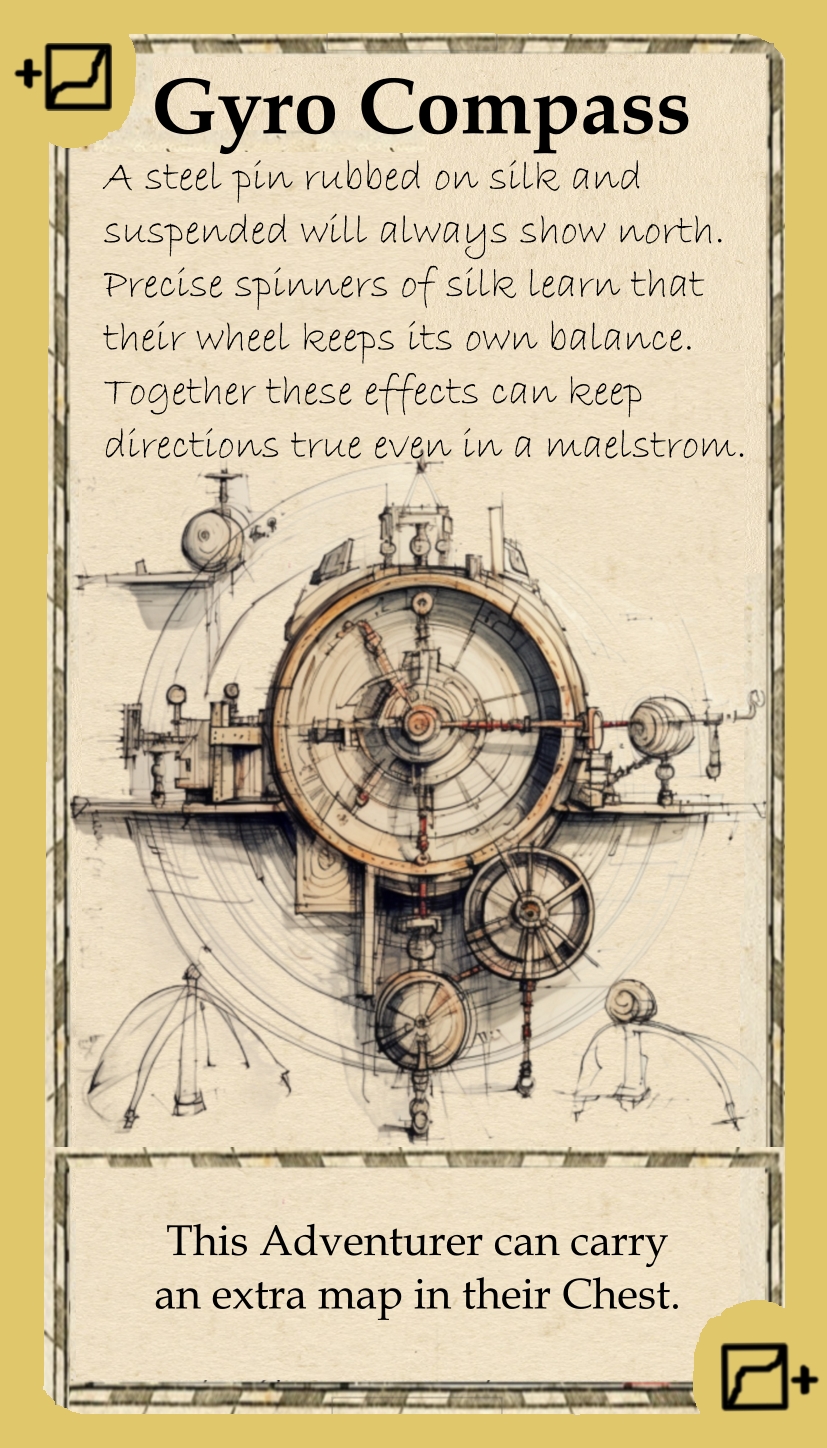 +
Gyro Compass
A steel pin rubbed on silk and
suspended will always show north.
Precise spinners of silk learn that
their wheel keeps its own balance.
Together these effects can keep
directions true even in a maelstrom.
This Adventurer can carry
an extra map in their Chest.
+